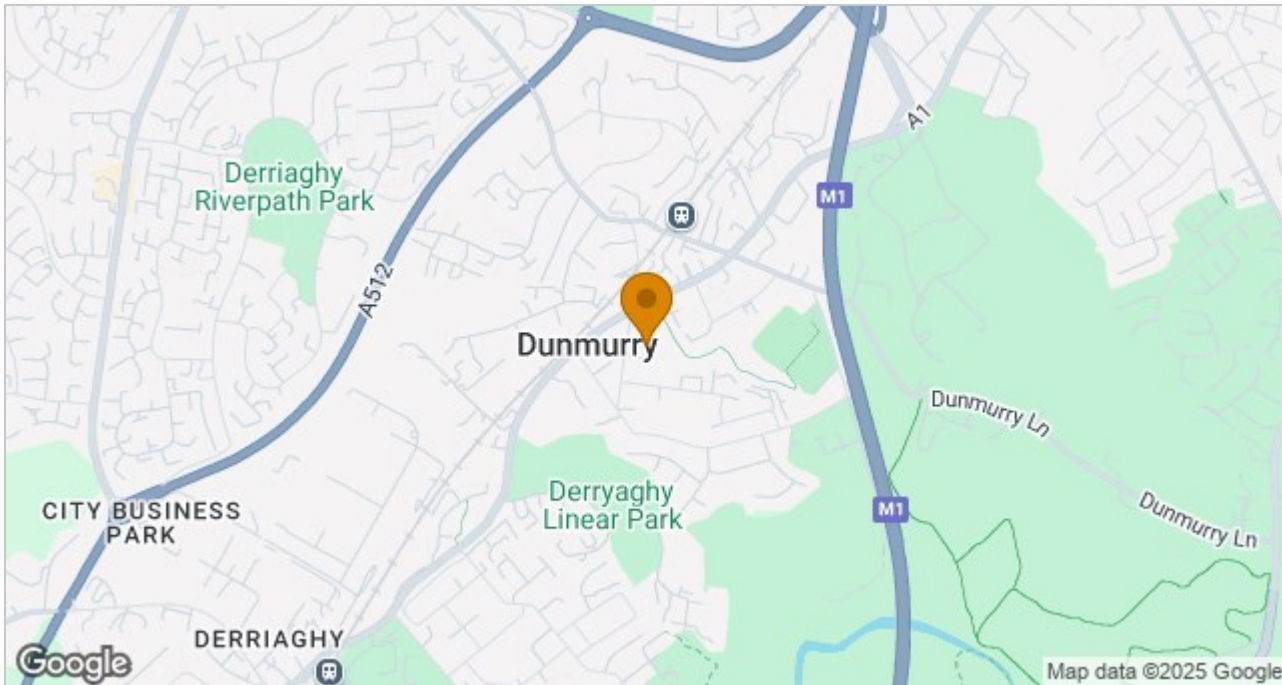 Derriaghy
Riverpath Park
A512
A1
M1
Dunmurry
Dunmurry Ln
Derryaghy
Linear Park
CITY BUSINESS
PARK
M1
Dunmurry Ln
DERRIAGHY
Google
Map data ©2025 Google